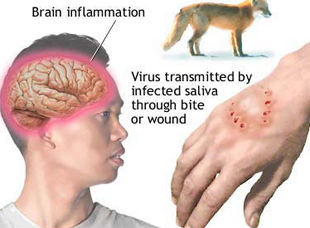 Brain inflammation
Virus transmitted by
infected saliva
through bite
or wound